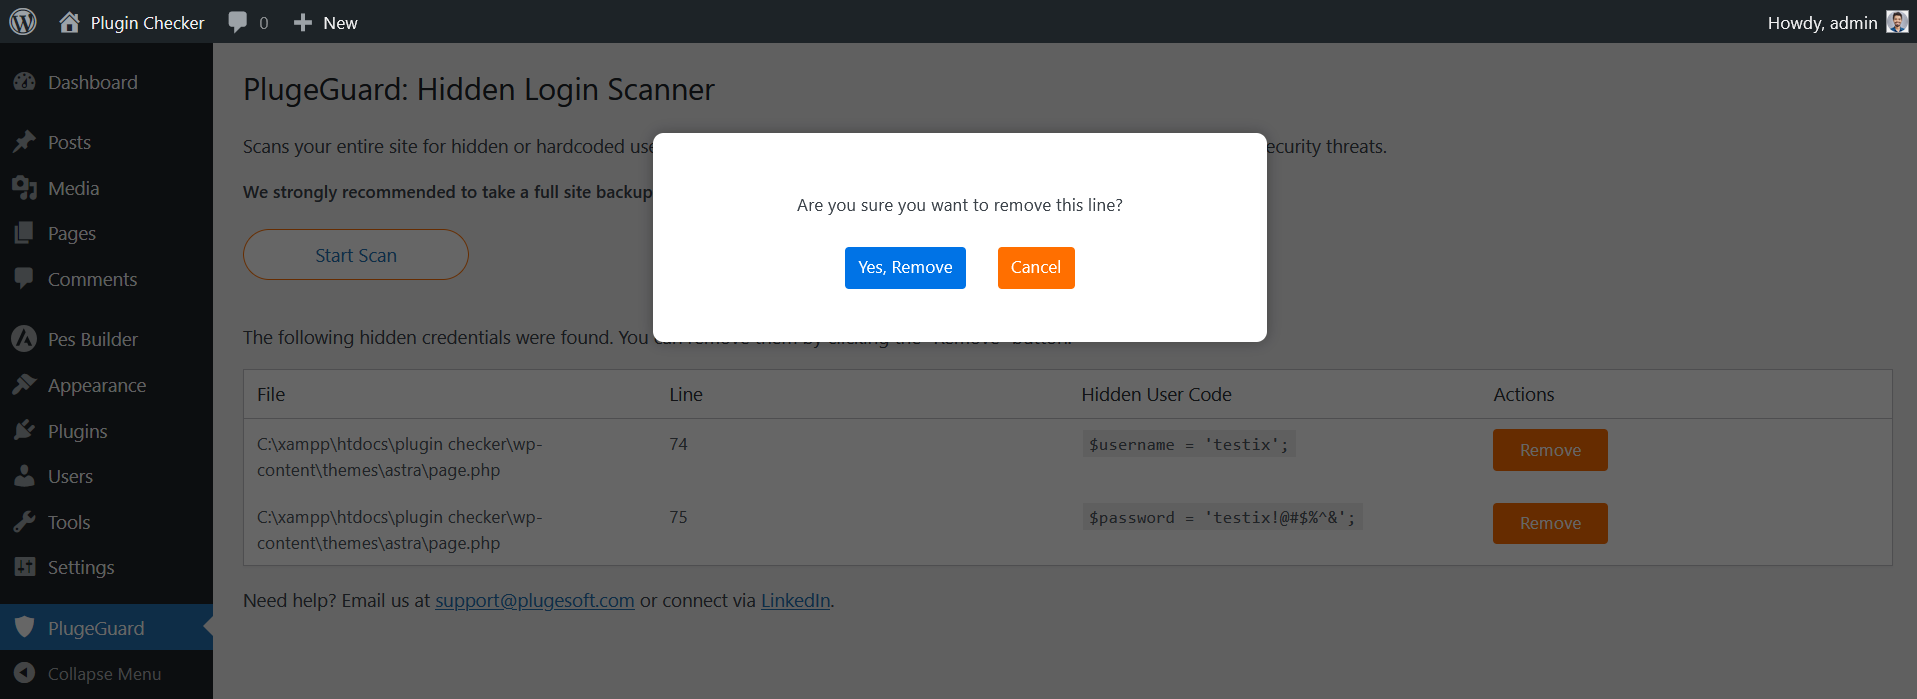 Plugin Checker 0 New Howdy, admin
Dashboard
Posts
Media
Pages
Comments
Pes Builder
Appearance
Plugins
Users
Tools
Settings
PlugeGuard
Collapse Menu
PlugeGuard: Hidden Login Scanner
Scans your entire site for hidden or hardcoded ecurity threats.
We strongly recommended to take a full site backup
Start Scan
Are you sure you want to remove this line?
Yes, Remove Cancel
The following hidden credentials were found. You
File Line Hidden User Code Actions
C:\xampp\htdocs\plugin checker\wp- 74 $username = 'testix'; Remove
content\themes\astra\page.php
C:\xampp\htdocs\plugin checker\wp- 75 $password = 'testix!@#$%^&'; Remove
content\themes\astra\page.php
Need help? Email us at support@plugesoft.com or connect via LinkedIn.